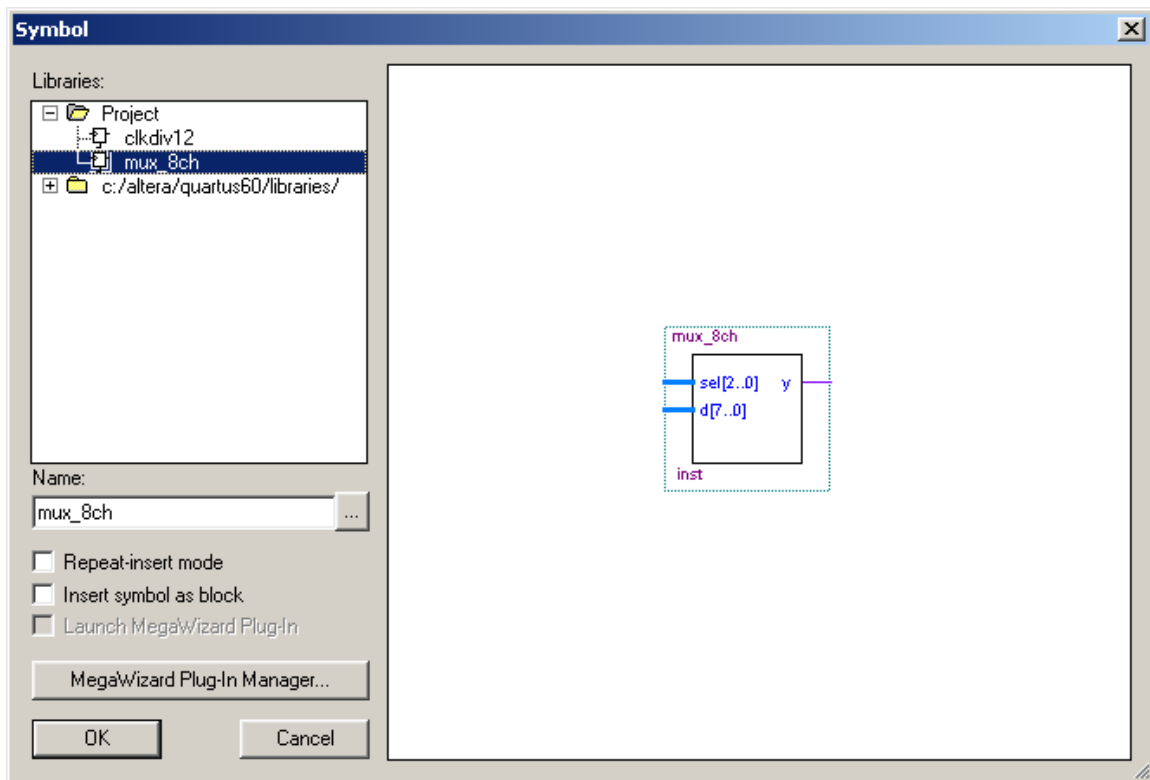 Symbol
Libraries:
Project
clkdiv12
mux_8ch
c:/altera/quartus60/libraries/
Name:
mux_8ch
...
Repeat-insert mode
Insert symbol as block
Launch MegaWizard Plug-In
MegaWizard Plug-In Manager...
OK Cancel
mux_8ch
sel[2..0] y
d[7..0]
inst